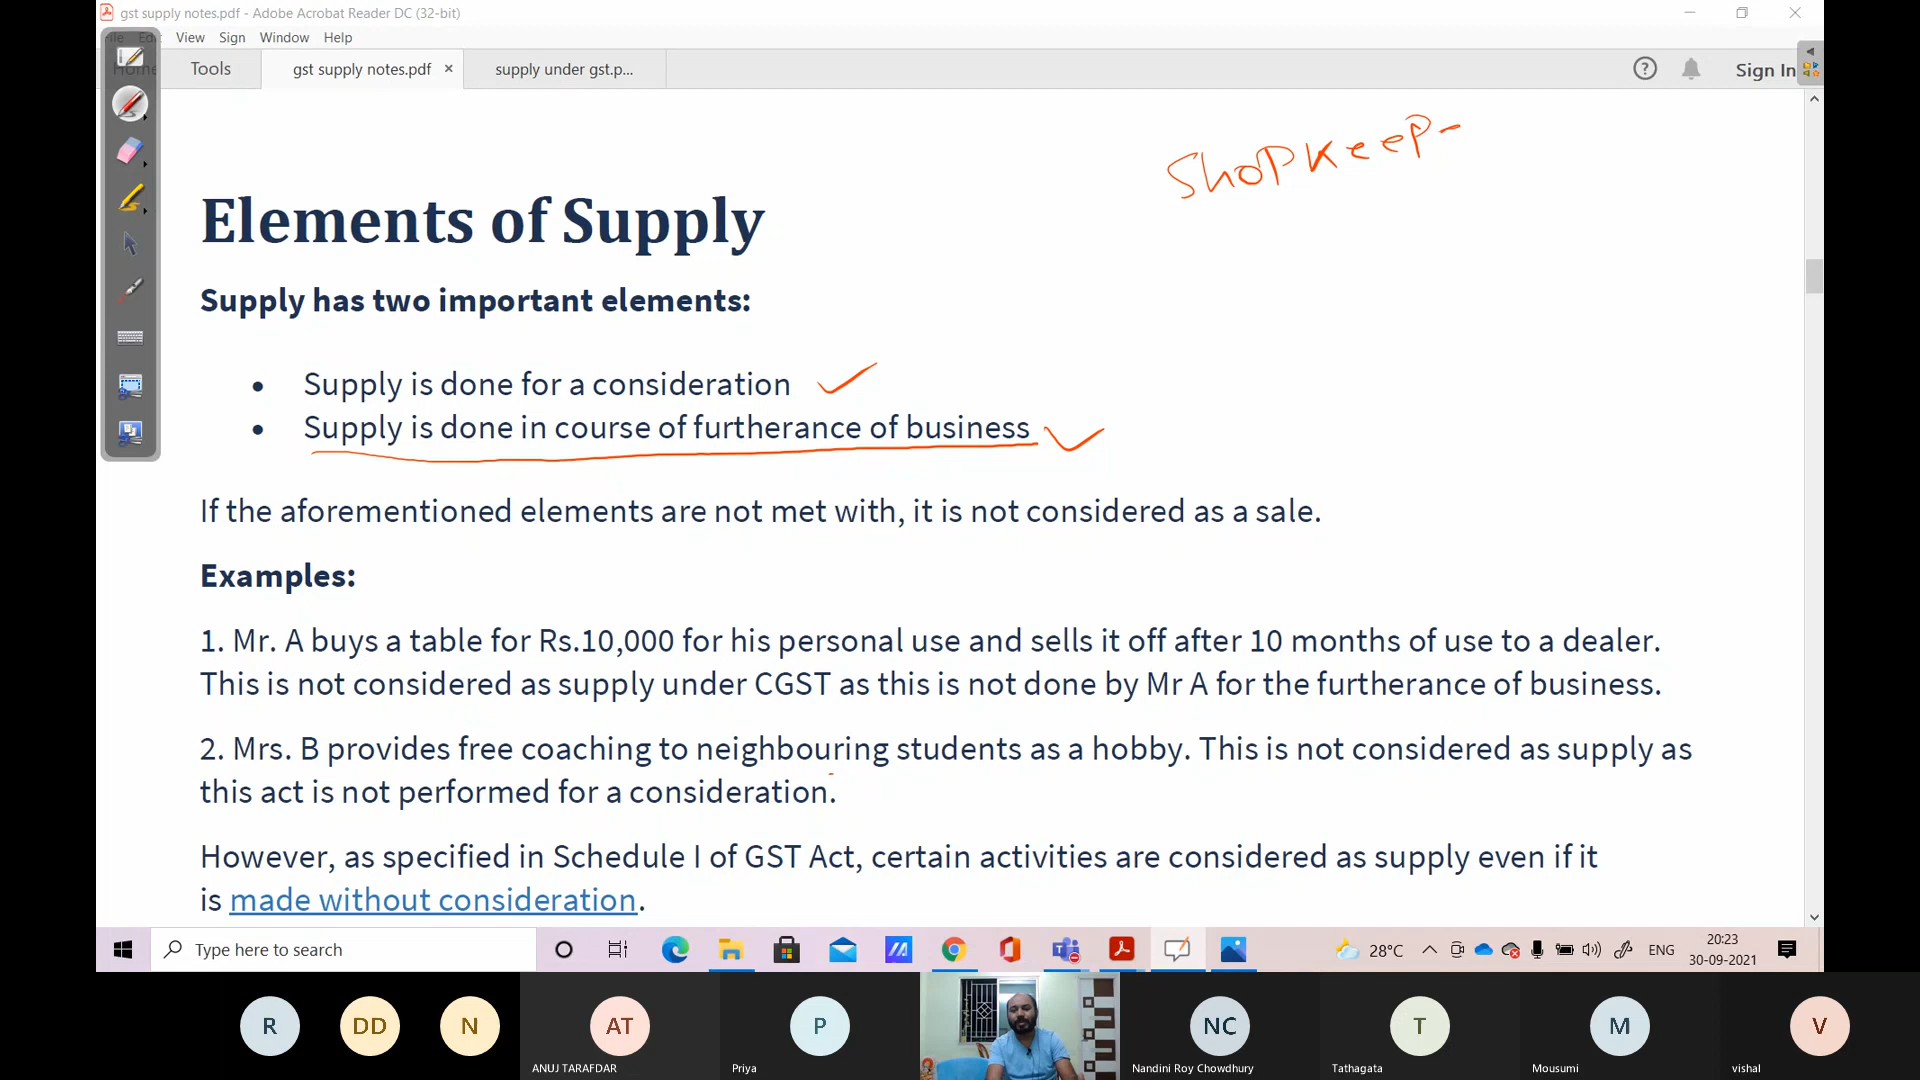 gst supply notes.pdf - Adobe Acrobat Reader DC (32-bit)
View Sign Window Help
Tools gst supply notes.pdf × supply under gst.p... Sign In
ShoPKeeP-
Elements of Supply
Supply has two important elements:
• Supply is done for a consideration
• Supply is done in course of furtherance of business
If the aforementioned elements are not met with, it is not considered as a sale.
Examples:
1. Mr. A buys a table for Rs.10,000 for his personal use and sells it off after 10 months of use to a dealer.
This is not considered as supply under CGST as this is not done by Mr A for the furtherance of business.
2. Mrs. B provides free coaching to neighbouring students as a hobby. This is not considered as supply as
this act is not performed for a consideration.
However, as specified in Schedule I of GST Act, certain activities are considered as supply even if it
is made without consideration.
Type here to search 28°C ENG 20:23
30-09-2021
R DD N AT P NC T M V
ANUJ TARAFDAR Priya Nandini Roy Chowdhury Tathagata Mousumi vishal